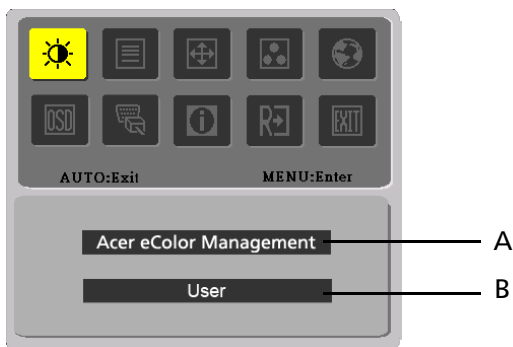 OSD
R
EXIT
AUTO:Exit MENU:Enter
Acer eColor Management A
User B